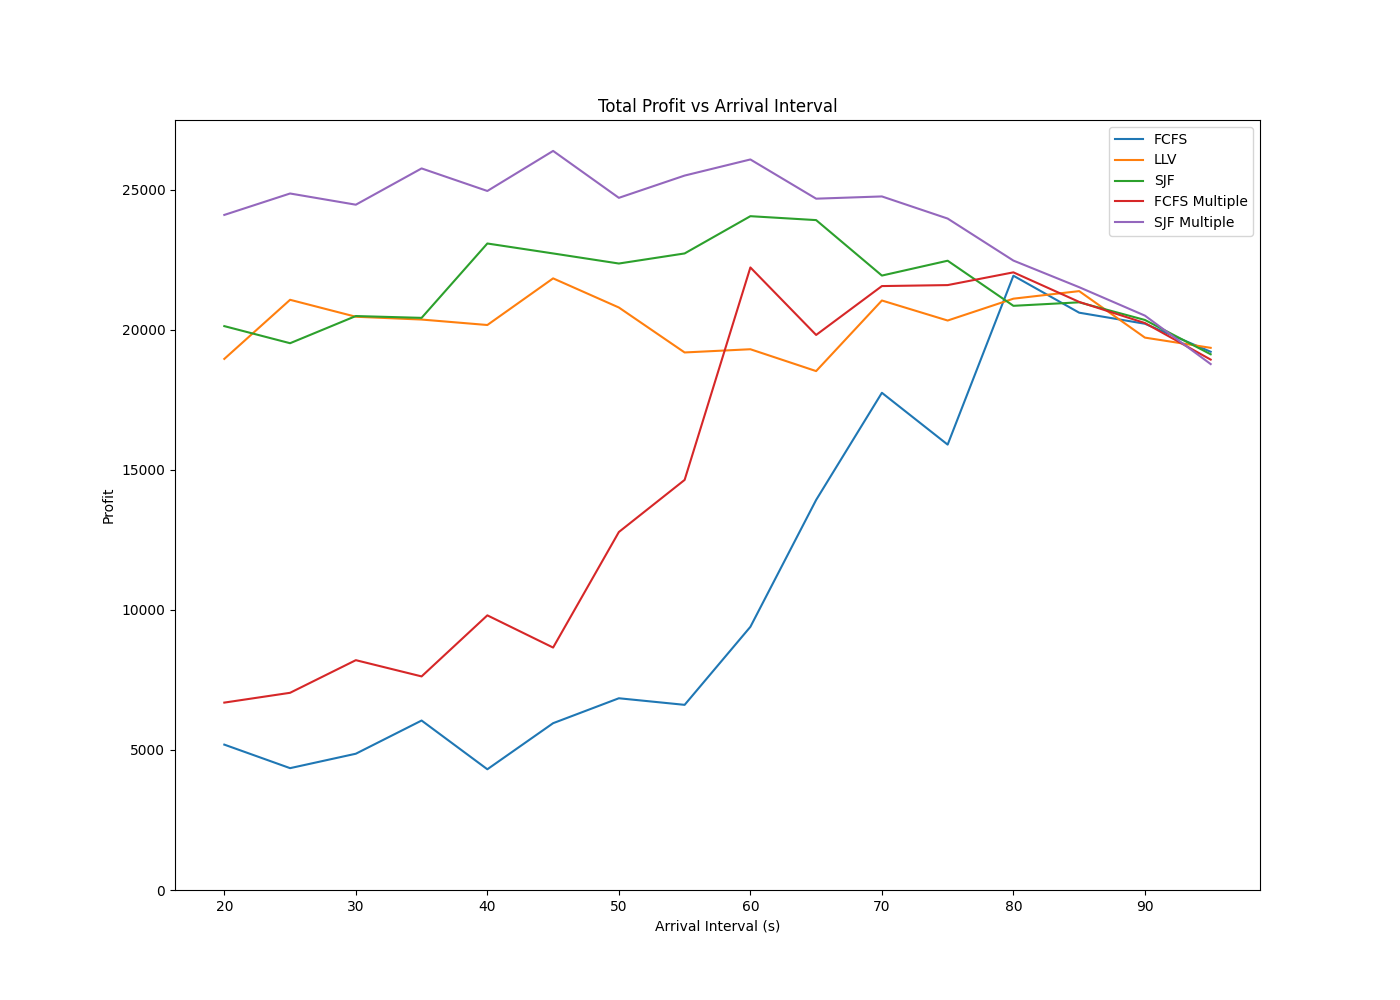 Total Profit vs Arrival Interval
FCFS
LLV
SJF
FCFS Multiple
SJF Multiple
25000
20000
15000
10000
5000
0
Profit
20 30 40 50 60 70 80 90
Arrival Interval (s)